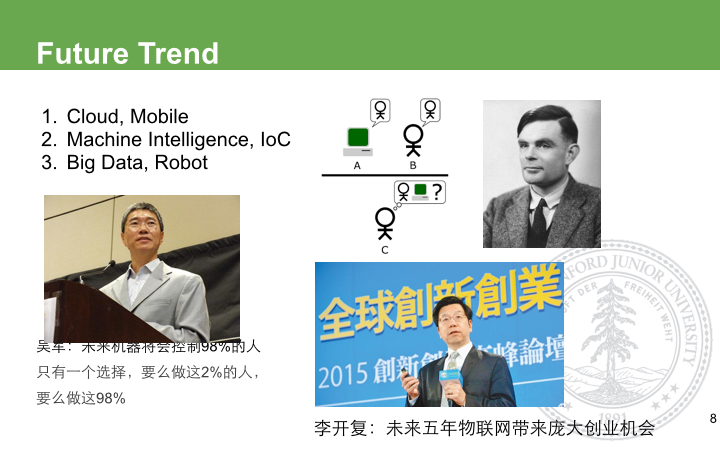 Future Trend
1. Cloud, Mobile
2. Machine Intelligence, IoC
3. Big Data, Robot
A
B
?
C
全球創新創業
2015 創新創
峰論壇
吴军：未来机器将会控制98%的人
只有一个选择，要么做这2%的人，
要么做这98%
李开复：未来五年物联网带来庞大创业机会
FORD JUNIOR UNIVERSITY
DER FREIHEIT WEHT
1891
8